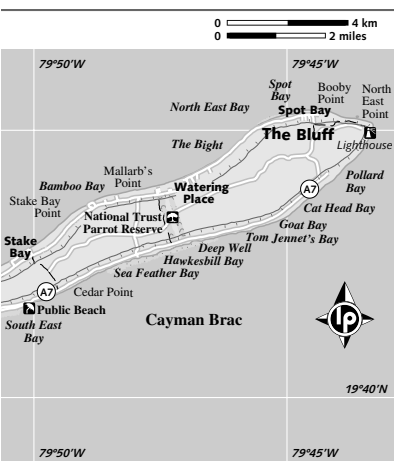 0 4 km
0 2 miles
79°50'W 79°45'W
Spot
Bay
Booby
Point
North
East
Point
North East Bay
Spot Bay
The Bluff
Lighthouse
The Bight
Mallarb's
Point
Pollard
Bay
Bamboo Bay
Watering
Place
A7
Stake Bay
Point
Cat Head Bay
National Trust
Parrot Reserve
Goat Bay
Tom Jennet's Bay
Stake
Bay
Deep Well
Hawkesbill Bay
Sea Feather Bay
A7
Cedar Point
Public Beach
Cayman Brac
South East
Bay
lp
19°40'N
79°50'W 79°45'W